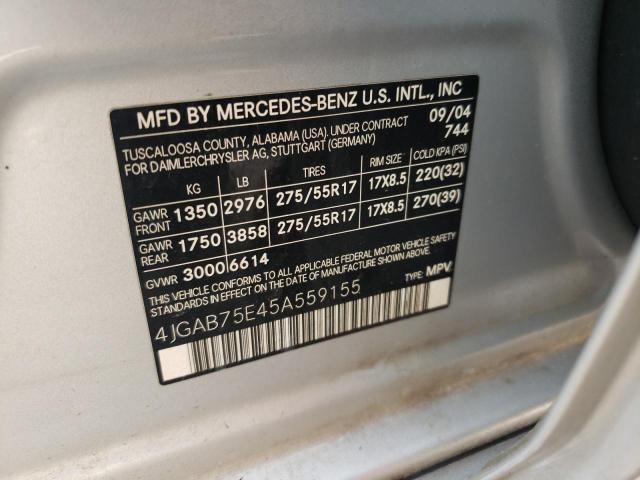 MFD BY MERCEDES-BENZ U.S. INTL., INC
TUSCALOOSA COUNTY, ALABAMA (USA). UNDER CONTRACT 09/04
FOR DAIMLERCHRYSLER AG, STUTTGART (GERMANY) 744
KG LB TIRES RIM SIZE COLD KPA (PSI)
GAWR FRONT 1350 2976 275/55R17 17X8.5 220(32)
GAWR REAR 1750 3858 275/55R17 17X8.5 270(39)
GVWR 3000 6614
THIS VEHICLE CONFORMS TO ALL APPLICABLE FEDERAL MOTOR VEHICLE SAFETY
IN EFFECT ON THE DATE OF MANUFACTURE SHOWN ABOVE
4JGAB75E45A559155 TYPE: MPV